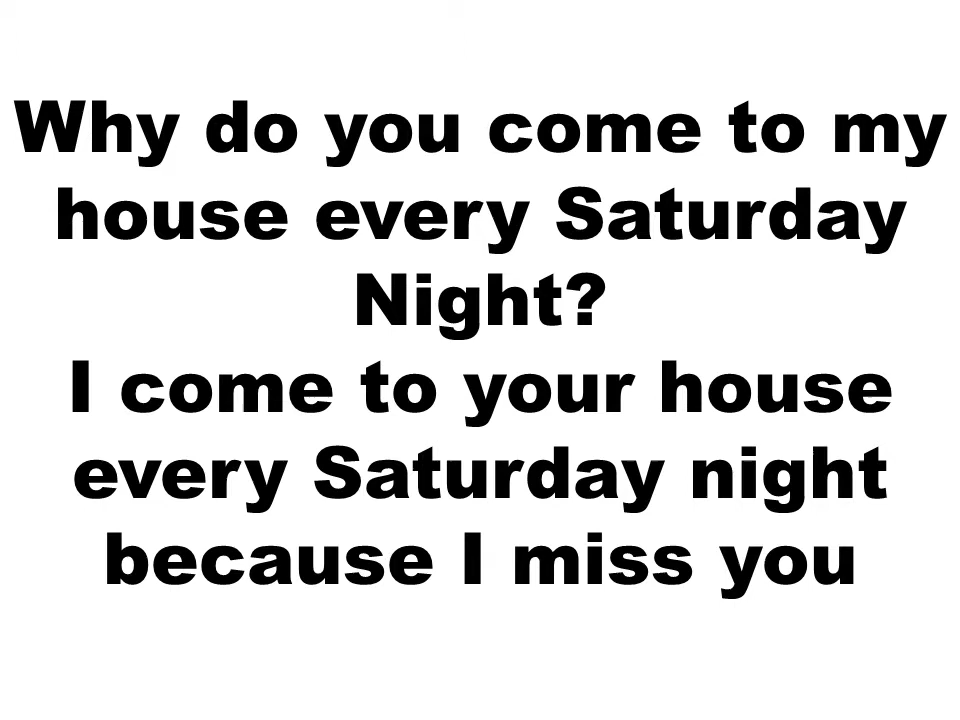 Why do you come to my
house every Saturday
Night?
I come to your house
every Saturday night
because I miss you